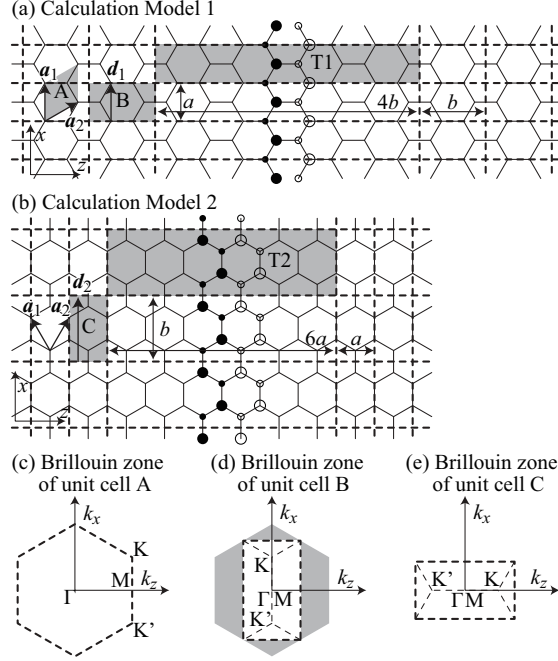 (a) Calculation Model 1
a1
A
d1
B
T1
a2
a
4b
b
x
z
(b) Calculation Model 2
T2
d2
a1
a2
C
b
6a
a
x
z
(c) Brillouin zone of unit cell A
(d) Brillouin zone of unit cell B
(e) Brillouin zone of unit cell C
kx
K
M
kz
Γ
K'
kx
K
kz
Γ M
K'
kx
K' K
kz
Γ M